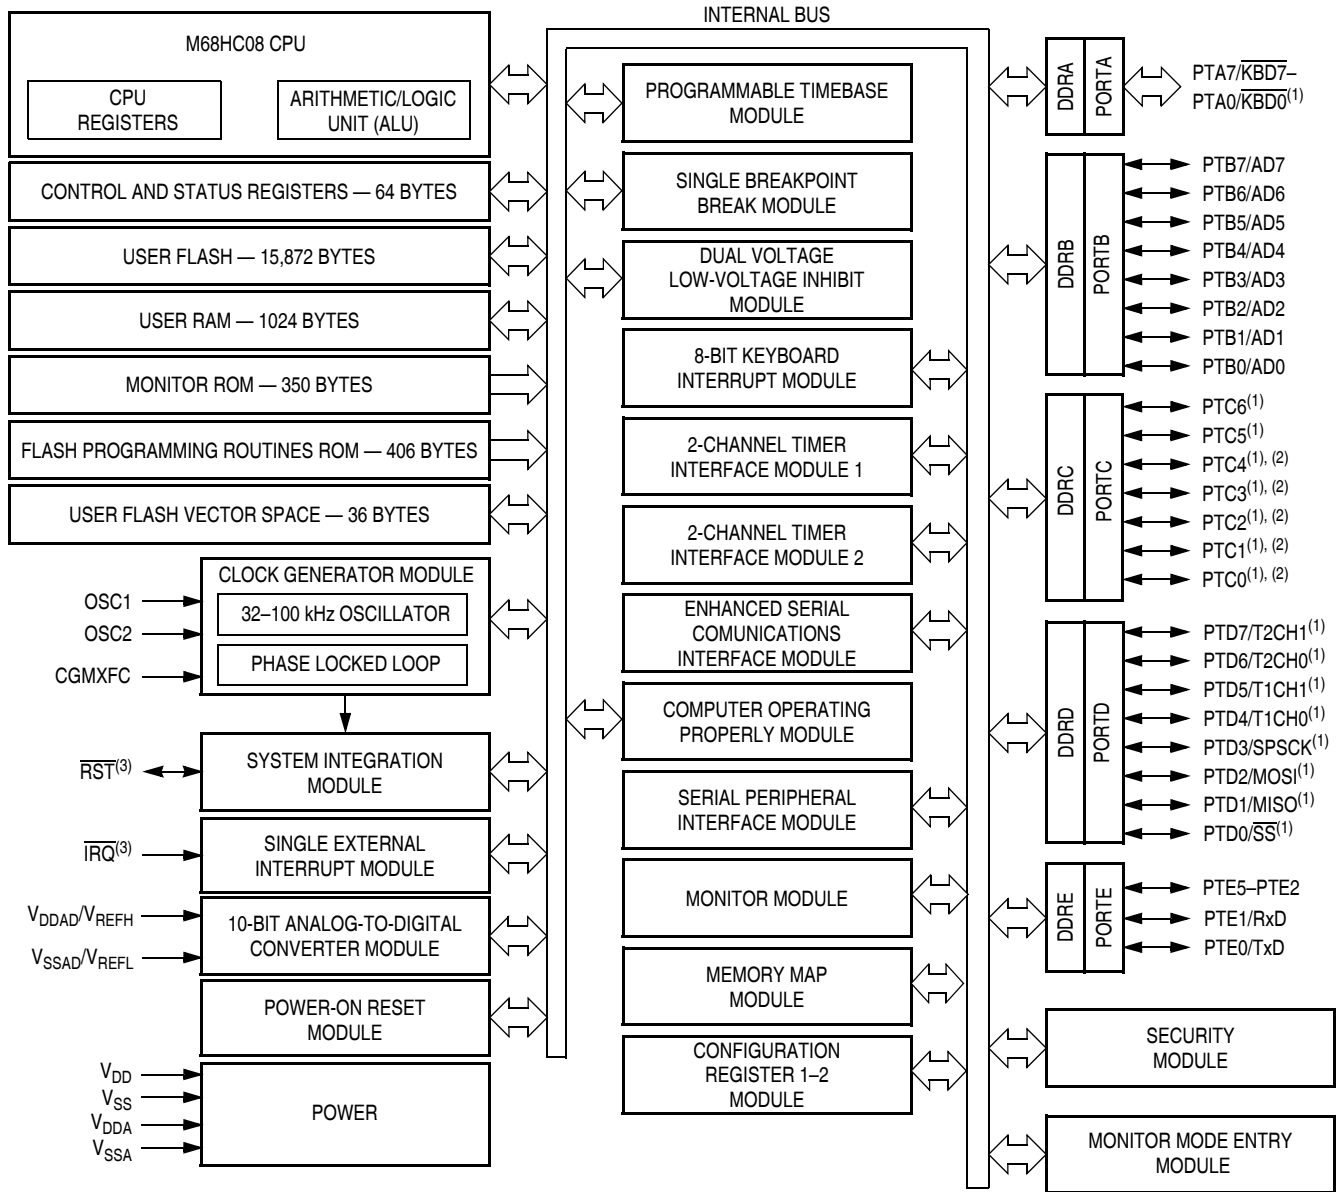 INTERNAL BUS
M68HC08 CPU
CPU
REGISTERS
ARITHMETIC/LOGIC
UNIT (ALU)
CONTROL AND STATUS REGISTERS — 64 BYTES
USER FLASH — 15,872 BYTES
USER RAM — 1024 BYTES
MONITOR ROM — 350 BYTES
FLASH PROGRAMMING ROUTINES ROM — 406 BYTES
USER FLASH VECTOR SPACE — 36 BYTES
CLOCK GENERATOR MODULE
32–100 kHz OSCILLATOR
PHASE LOCKED LOOP
OSC1
OSC2
CGMXFC
SYSTEM INTEGRATION
MODULE
RST(3)
SINGLE EXTERNAL
INTERRUPT MODULE
IRQ(3)
10-BIT ANALOG-TO-DIGITAL
CONVERTER MODULE
VDDAD/VREFH
VSSAD/VREFL
POWER-ON RESET
MODULE
POWER
VDD
VSS
VDDA
VSSA
PROGRAMMABLE TIMEBASE
MODULE
SINGLE BREAKPOINT
BREAK MODULE
DUAL VOLTAGE
LOW-VOLTAGE INHIBIT
MODULE
8-BIT KEYBOARD
INTERRUPT MODULE
2-CHANNEL TIMER
INTERFACE MODULE 1
2-CHANNEL TIMER
INTERFACE MODULE 2
ENHANCED SERIAL
COMUNICATIONS
INTERFACE MODULE
COMPUTER OPERATING
PROPERLY MODULE
SERIAL PERIPHERAL
INTERFACE MODULE
MONITOR MODULE
MEMORY MAP
MODULE
CONFIGURATION
REGISTER 1–2
MODULE
DDRA
PORTA
PTA7/KBD7–
PTA0/KBD0(1)
DDRB
PORTB
PTB7/AD7
PTB6/AD6
PTB5/AD5
PTB4/AD4
PTB3/AD3
PTB2/AD2
PTB1/AD1
PTB0/AD0
DDRC
PORTC
PTC6(1)
PTC5(1)
PTC4(1), (2)
PTC3(1), (2)
PTC2(1), (2)
PTC1(1), (2)
PTC0(1), (2)
DDRD
PORTD
PTD7/T2CH1(1)
PTD6/T2CH0(1)
PTD5/T1CH1(1)
PTD4/T1CH0(1)
PTD3/SPSCK(1)
PTD2/MOSI(1)
PTD1/MISO(1)
PTD0/SS(1)
DDRE
PORTE
PTE5–PTE2
PTE1/RxD
PTE0/TxD
SECURITY
MODULE
MONITOR MODE ENTRY
MODULE